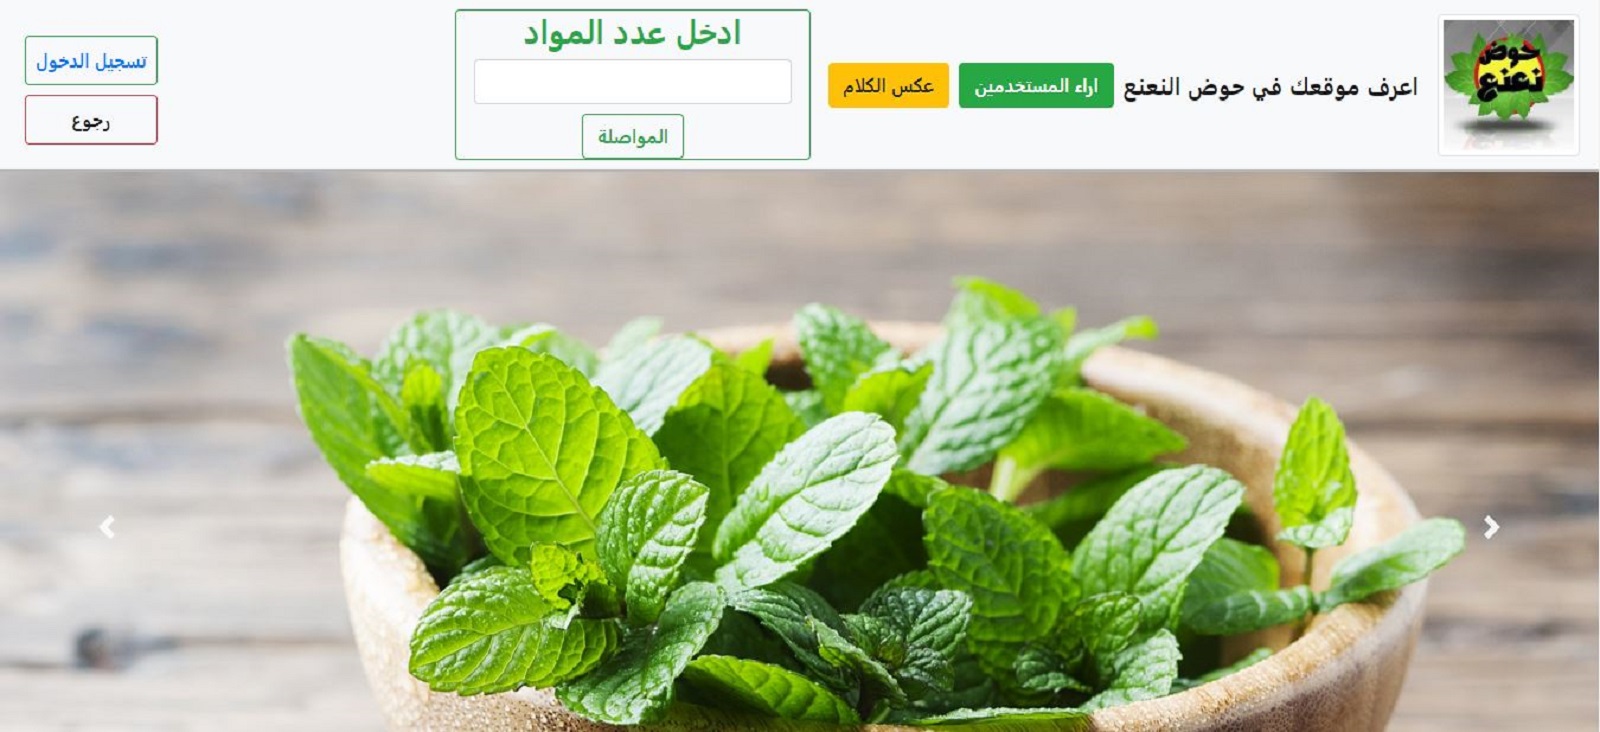 حوض
نعنع
اعرف موقعك في حوض النعنع
اراء المستخدمين
عكس الكلام
ادخل عدد المواد
المواصلة
تسجيل الدخول
رجوع